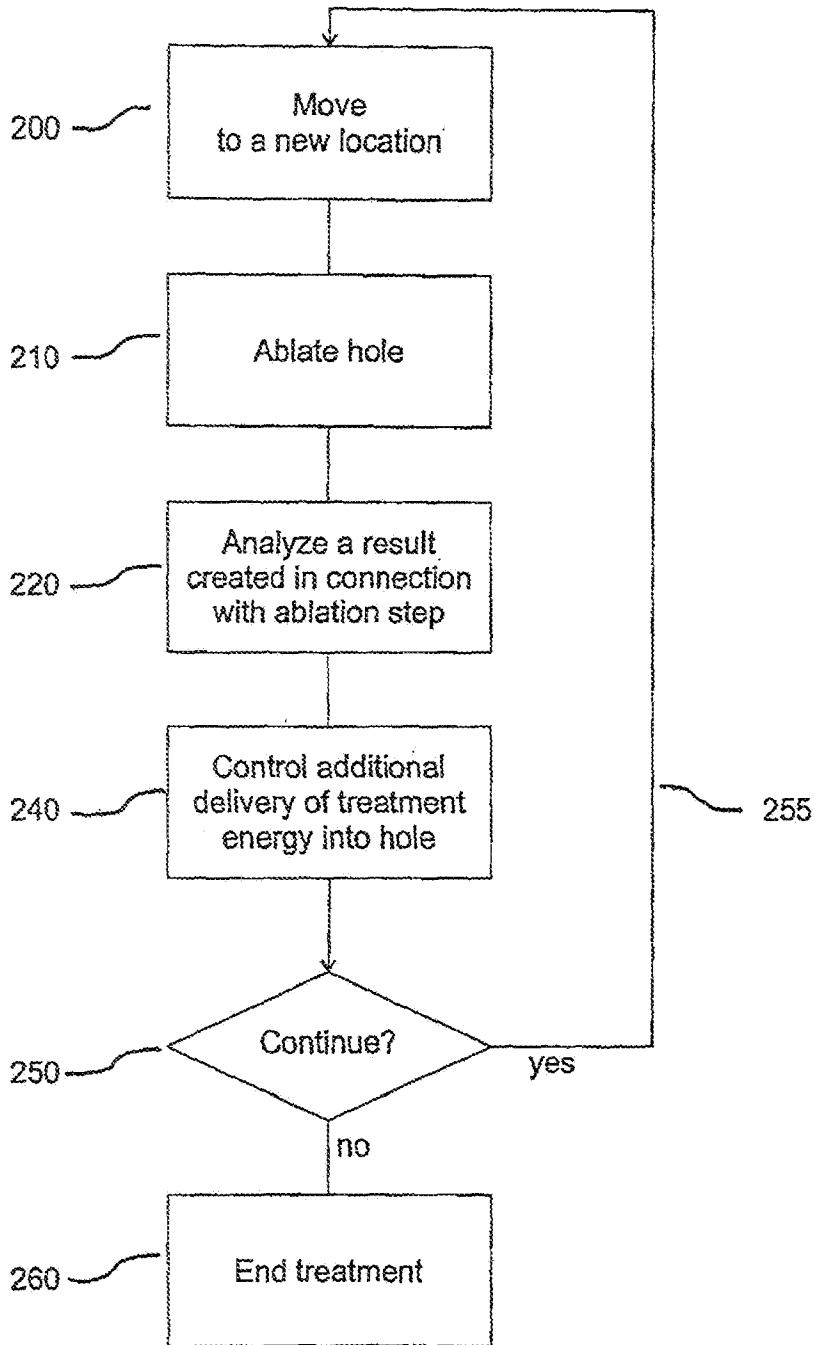 200
Move
to a new location
210
Ablate hole
220
Analyze a result
created in connection
with ablation step
240
Control additional
delivery of treatment
energy into hole
255
250
Continue?
yes
no
260
End treatment